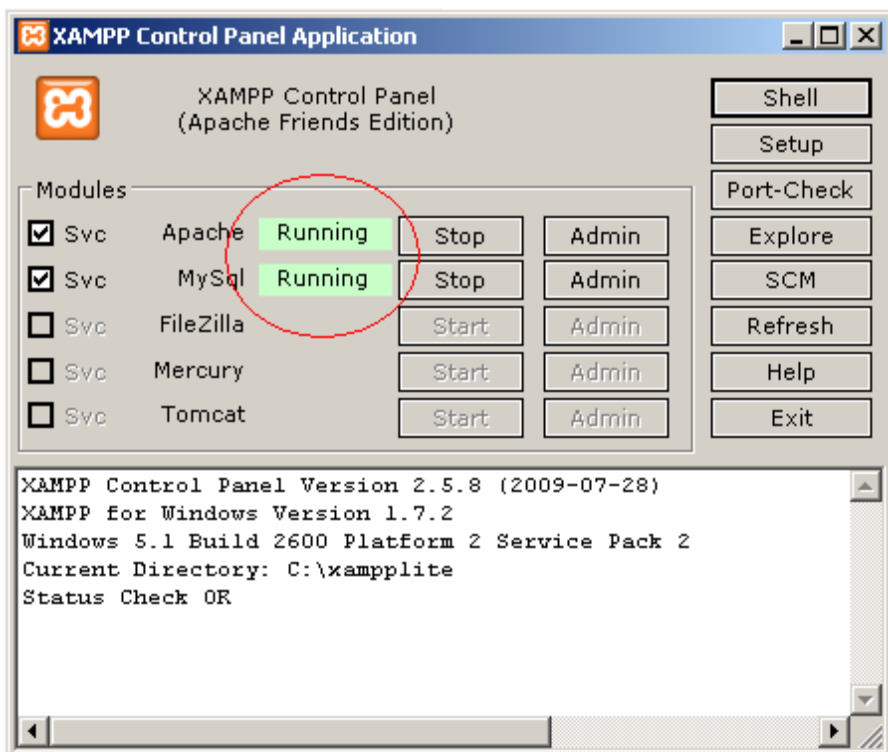 XAMPP Control Panel Application
XAMPP Control Panel
(Apache Friends Edition)
Shell
Setup
Port-Check
Explore
SCM
Refresh
Help
Exit
Modules
Svc Apache Running Stop Admin
Svc MySql Running Stop Admin
Svc FileZilla Start Admin
Svc Mercury Start Admin
Svc Tomcat Start Admin
XAMPP Control Panel Version 2.5.8 (2009-07-28)
XAMPP for Windows Version 1.7.2
Windows 5.1 Build 2600 Platform 2 Service Pack 2
Current Directory: C:\xampplite
Status Check OK